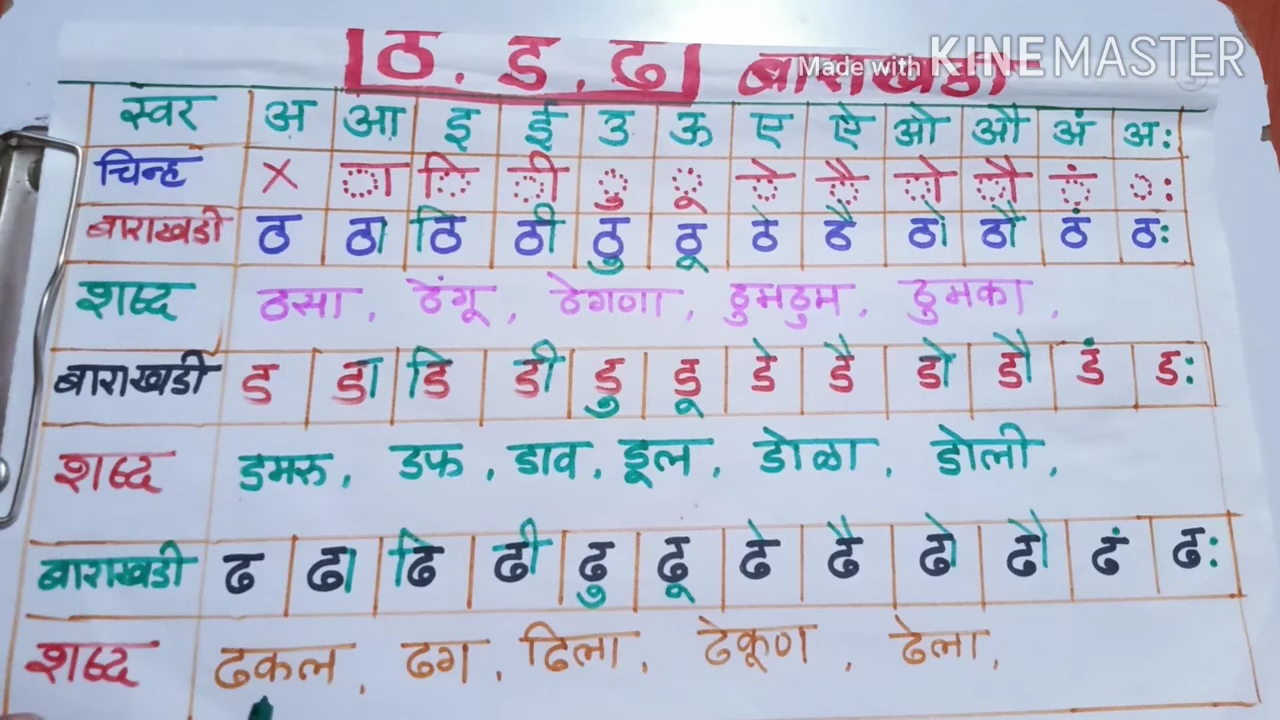 ठ . ड . ढ बाराखडी
Made with KINEMASTER
स्वर अ आ इ ई उ ऊ ए ऐ ओ औ अं अः
चिन्ह × ा ि ी ु ू े ै ो ौ ं ः
बाराखडी ठ ठा ठि ठी ठु ठू ठे ठै ठो ठौ ठं ठः
शब्द ठसा , ठेंगू , ठेगणा , ठुमठुम , ठुमका ,
बाराखडी ड डा डि डी डु डू डे डै डो डौ डं डः
शब्द डमरू , डफ , डाव , डूल , डोळा , डोली ,
बाराखडी ढ ढा ढि ढी ढु ढू ढे ढै ढो ढौ ढं ढः
शब्द ढकल , ढग , ढिला , ढेकूण , ढेला ,